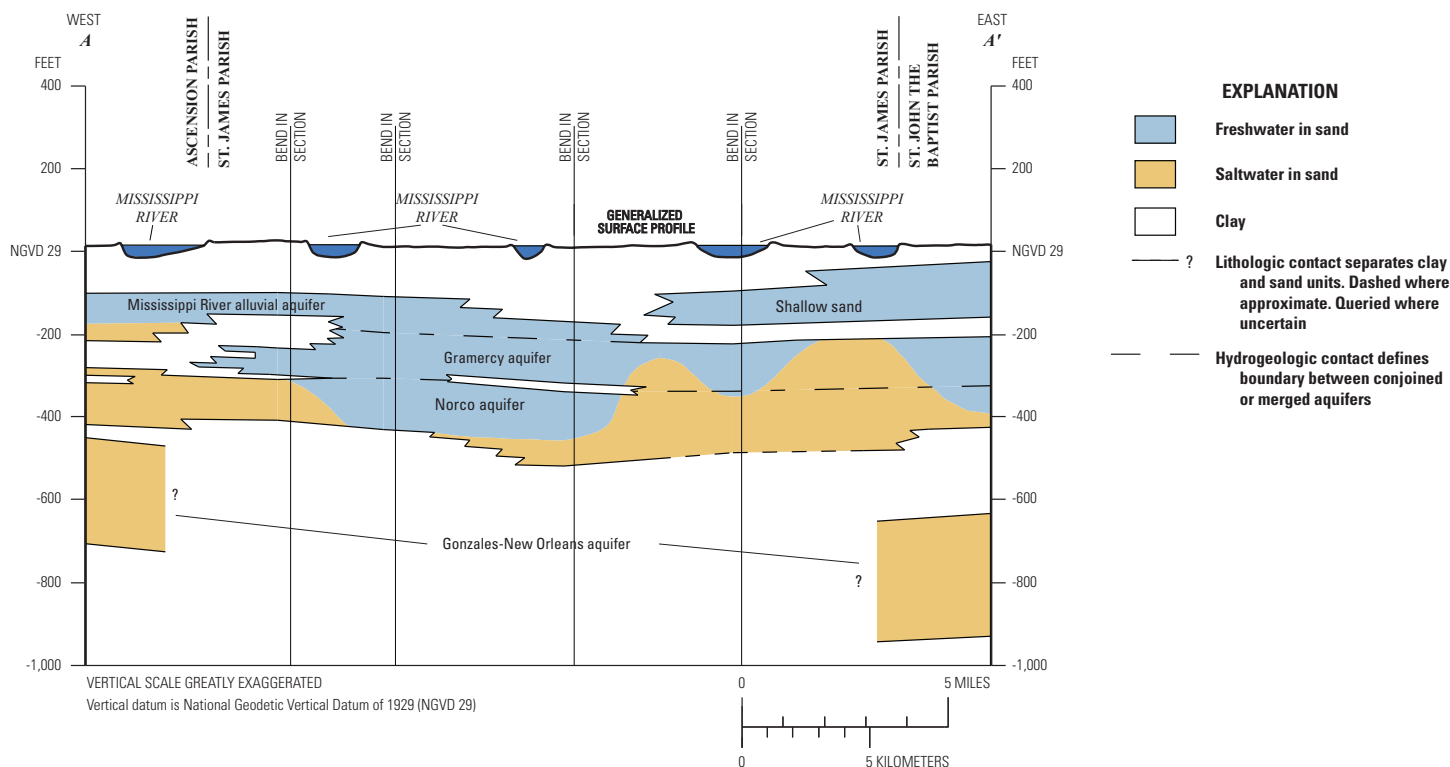 WEST
A
EAST
A'
FEET
FEET
ASCENSION PARISH
ST. JAMES PARISH
ST. JAMES PARISH
ST. JOHN THE
BAPTIST PARISH
400
200
NGVD 29
-200
-400
-600
-800
-1,000
400
200
NGVD 29
-200
-400
-600
-800
-1,000
BEND IN
SECTION
BEND IN
SECTION
BEND IN
SECTION
BEND IN
SECTION
MISSISSIPPI
RIVER
MISSISSIPPI
RIVER
GENERALIZED
SURFACE PROFILE
MISSISSIPPI
RIVER
Mississippi River alluvial aquifer
Shallow sand
Gramercy aquifer
Norco aquifer
?
Gonzales-New Orleans aquifer
?
VERTICAL SCALE GREATLY EXAGGERATED
Vertical datum is National Geodetic Vertical Datum of 1929 (NGVD 29)
0
5 MILES
0
5 KILOMETERS
EXPLANATION
Freshwater in sand
Saltwater in sand
Clay
? Lithologic contact separates clay
and sand units. Dashed where
approximate. Queried where
uncertain
Hydrogeologic contact defines
boundary between conjoined
or merged aquifers